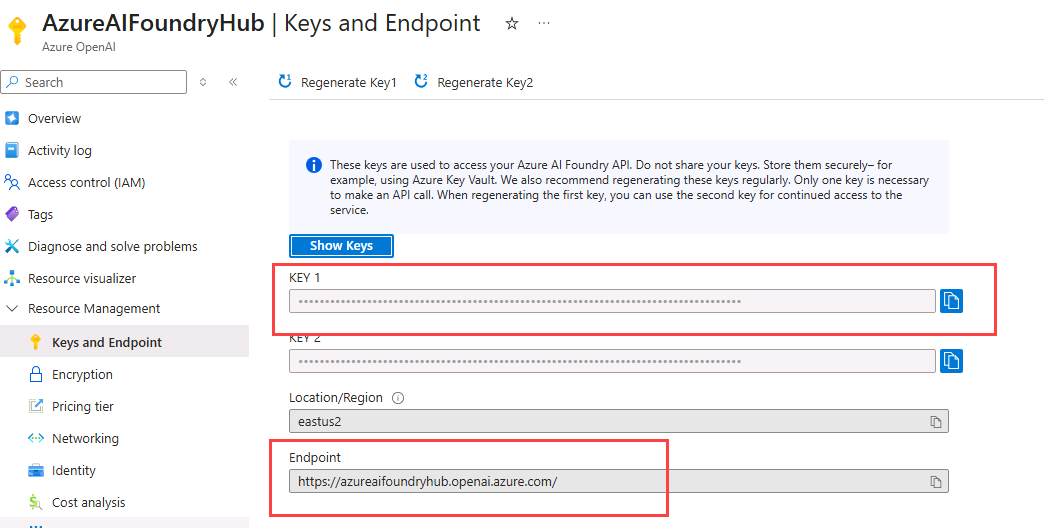 AzureAIFoundryHub | Keys and Endpoint
Azure OpenAI
Search
Regenerate Key1
Regenerate Key2
Overview
Activity log
Access control (IAM)
Tags
Diagnose and solve problems
Resource visualizer
Resource Management
Keys and Endpoint
Encryption
Pricing tier
Networking
Identity
Cost analysis
These keys are used to access your Azure AI Foundry API. Do not share your keys. Store them securely– for
example, using Azure Key Vault. We also recommend regenerating these keys regularly. Only one key is necessary
to make an API call. When regenerating the first key, you can use the second key for continued access to the
service.
Show Keys
KEY 1
KEY 2
Location/Region
eastus2
Endpoint
https://azureaifoundryhub.openai.azure.com/